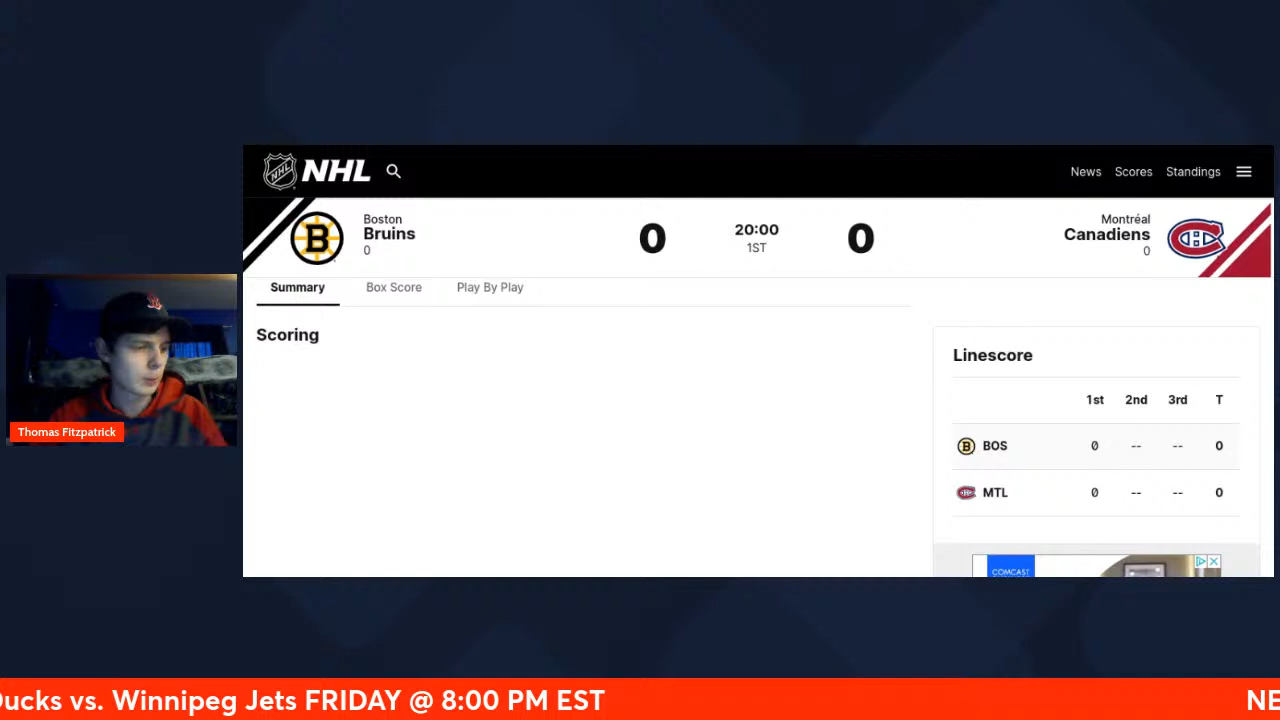 NHL NHL
News Scores Standings
Boston
Bruins
0
0
20:00
1ST
0
Montréal
Canadiens
0
Summary Box Score Play By Play
Scoring
Linescore
1st 2nd 3rd T
BOS 0 -- -- 0
MTL 0 -- -- 0
COMCAST
Thomas Fitzpatrick
Ducks vs. Winnipeg Jets FRIDAY @ 8:00 PM EST
NE